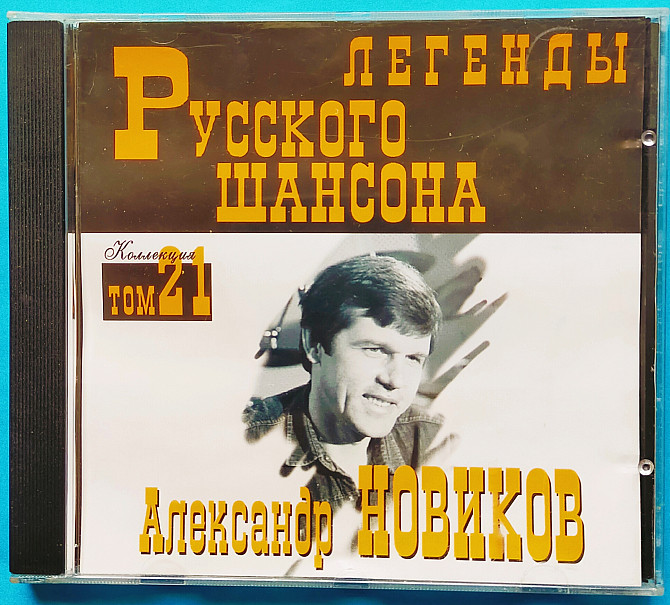 ЛЕГЕНДЫ
РУССКОГО
ШАНСОНА
Коллекция
ТОМ 21
Александр НОВИКОВ